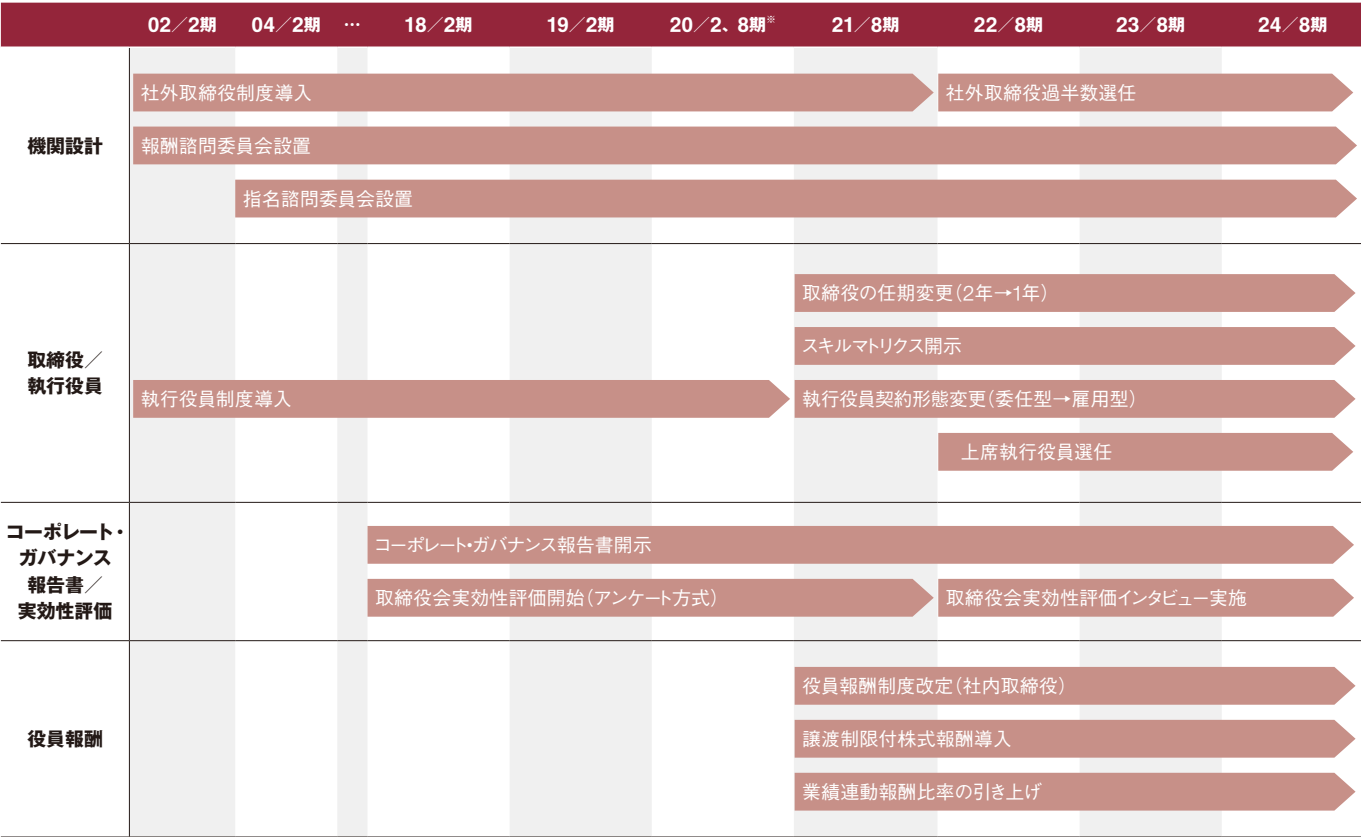 02／2期 04／2期 … 18／2期 19／2期 20／2、8期※ 21／8期 22／8期 23／8期 24／8期
機関設計
社外取締役制度導入
社外取締役過半数選任
報酬諮問委員会設置
指名諮問委員会設置
取締役／
執行役員
取締役の任期変更（2年→1年）
スキルマトリクス開示
執行役員制度導入
執行役員契約形態変更（委任型→雇用型）
上席執行役員選任
コーポレート・
ガバナンス
報告書／
実効性評価
コーポレート・ガバナンス報告書開示
取締役会実効性評価開始（アンケート方式）
取締役会実効性評価インタビュー実施
役員報酬
役員報酬制度改定（社内取締役）
譲渡制限付株式報酬導入
業績連動報酬比率の引き上げ